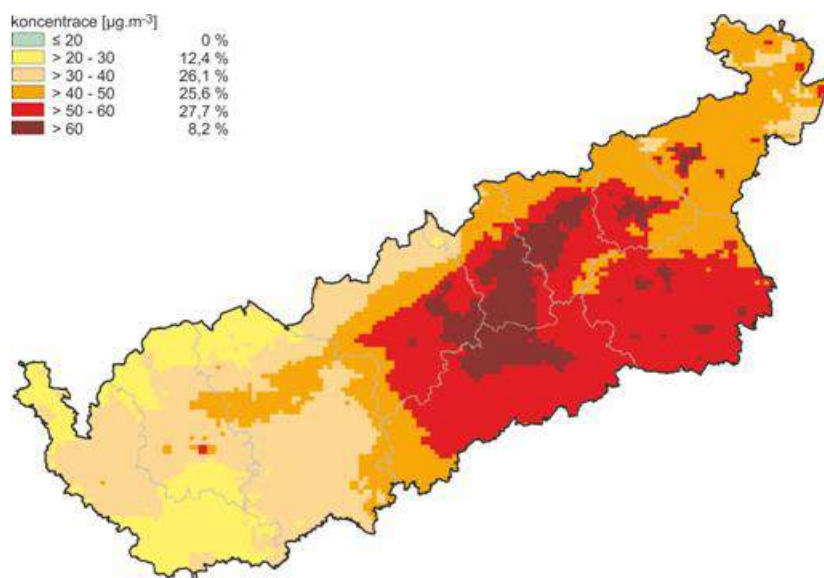 koncentrace [µg.m⁻³]
≤ 20 0 %
> 20 - 30 12,4 %
> 30 - 40 26,1 %
> 40 - 50 25,6 %
> 50 - 60 27,7 %
> 60 8,2 %